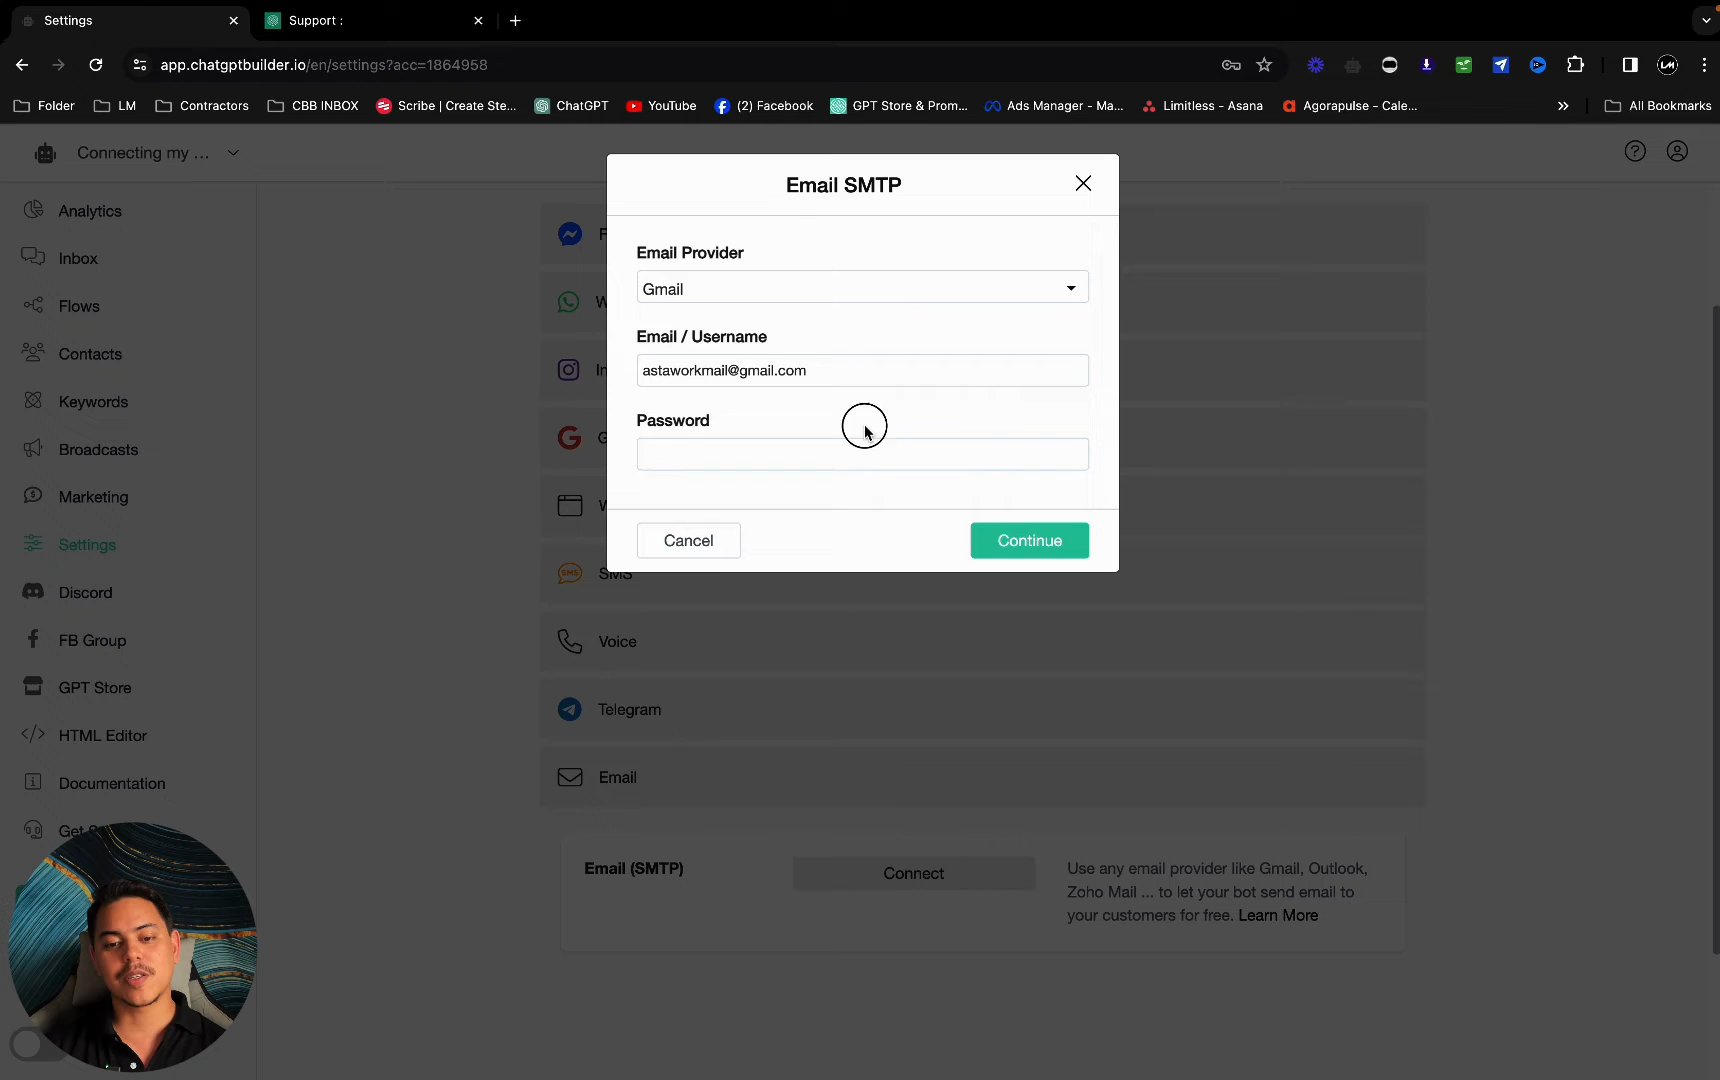 Settings
Support :
app.chatgptbuilder.io/en/settings?acc=1864958
Folder
LM
Contractors
CBB INBOX
Scribe | Create Ste...
ChatGPT
YouTube
(2) Facebook
GPT Store & Prom...
Ads Manager - Ma...
Limitless - Asana
Agorapulse - Cale...
All Bookmarks
Connecting my ...
Analytics
Inbox
Flows
Contacts
Keywords
Broadcasts
Marketing
Settings
Discord
FB Group
GPT Store
HTML Editor
Documentation
Get
Email SMTP
Email Provider
Gmail
Email / Username
astaworkmail@gmail.com
Password
Cancel
Continue
SMS
Voice
Telegram
Email
Email (SMTP)
Connect
Use any email provider like Gmail, Outlook,
Zoho Mail ... to let your bot send email to
your customers for free. Learn More